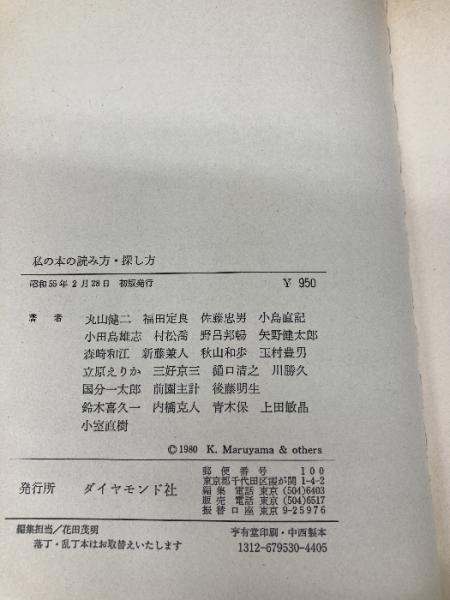 私の本の読み方・探し方
昭和55年2月28日 初版発行 ¥ 950
著者 丸山健二 福田定良 佐藤忠男 小島直記
小田島雄志 村松喬 野呂邦暢 矢野健太郎
森崎和江 新藤兼人 秋山和歩 玉村豊男
立原えりか 三好京三 樋口清之 川勝久
国分一太郎 前園主計 後藤明生
鈴木喜久一 内橋克人 青木保 上田敏晶
小室直樹
©1980 K. Maruyama & others
発行所 ダイヤモンド社
郵便番号 100
東京都千代田区霞が関1-4-2
編集 電話 東京 (504)6403
販売 電話 東京 (504)6517
振替口座 東京 9-25976
編集担当/花田茂明
落丁・乱丁本はお取替えいたします
亨有堂印刷・中西製本
1312-679530-4405